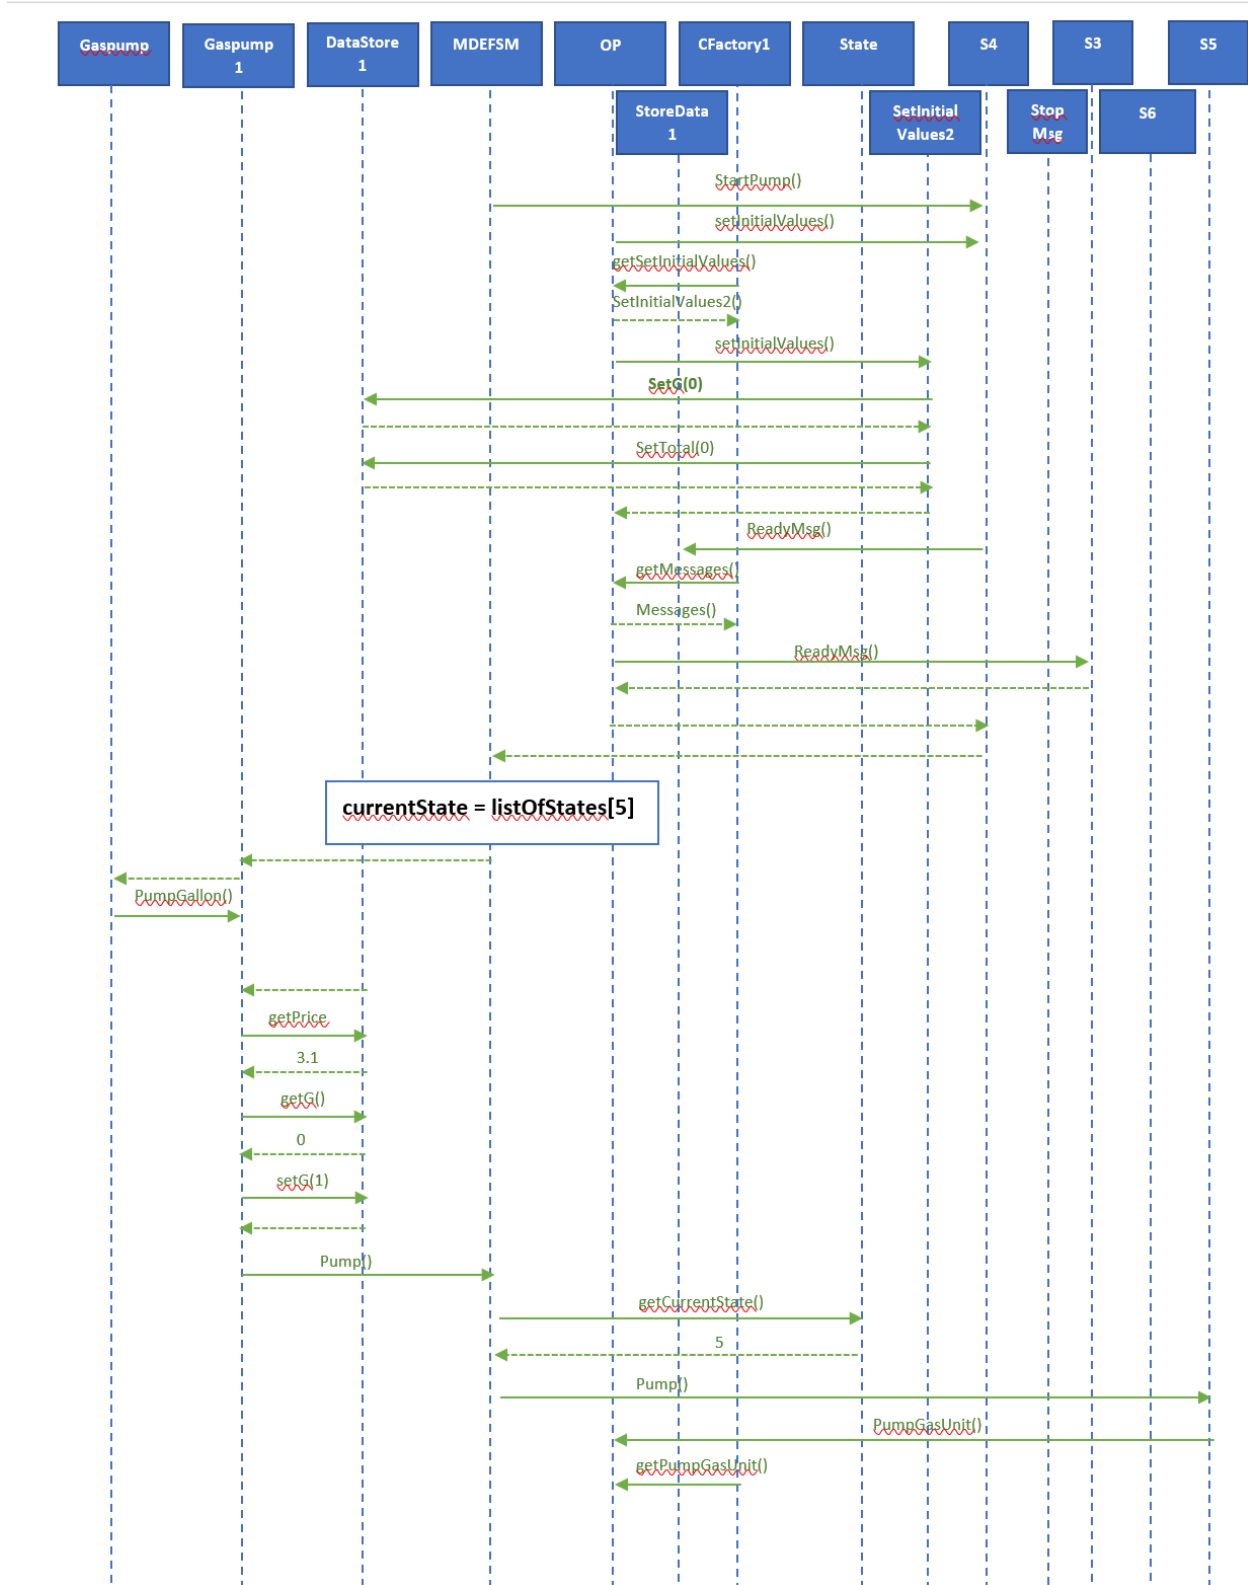 Gaspump
Gaspump
1
DataStore
1
MDEFSM
OP
CFactory1
State
S4
S3
S5
StoreData
1
SetInitial
Values2
Stop
Msg
S6
StartPump()
setInitialValues()
getSetInitialValues()
SetInitialValues2()
setInitialValues()
SetG(0)
SetTotal(0)
ReadyMsg()
getMessages()
Messages()
ReadyMsg()
currentState = listOfStates[5]
PumpGallon()
getPrice
3.1
getG()
0
setG(1)
Pump()
getCurrentState()
5
Pump()
PumpGasUnit()
getPumpGasUnit()